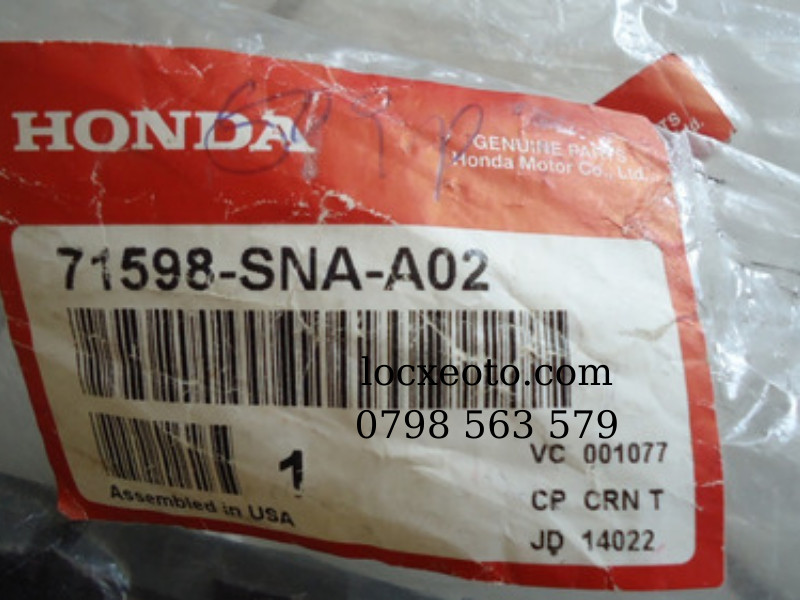 HONDA
GENUINE PARTS
Honda Motor Co., Ltd.
71598-SNA-A02
locxeoto.com
0798 563 579
1
VC 001077
CP CRN T
JD 14022
Assembled in USA